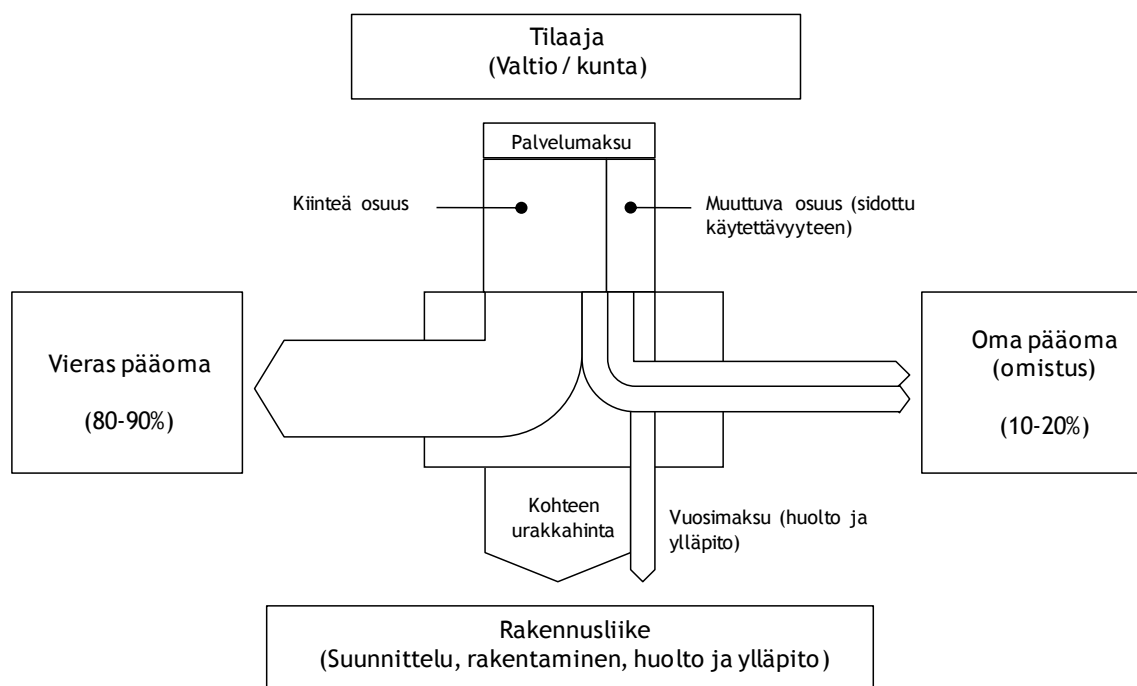 Tilaaja
(Valtio / kunta)
Palvelumaksu
Kiinteä osuus
Muuttuva osuus (sidottu
käytettävyyteen)
Vieras pääoma
(80-90%)
Oma pääoma
(omistus)
(10-20%)
Kohteen
urakkahinta
Vuosimaksu (huolto ja
ylläpito)
Rakennusliike
(Suunnittelu, rakentaminen, huolto ja ylläpito)